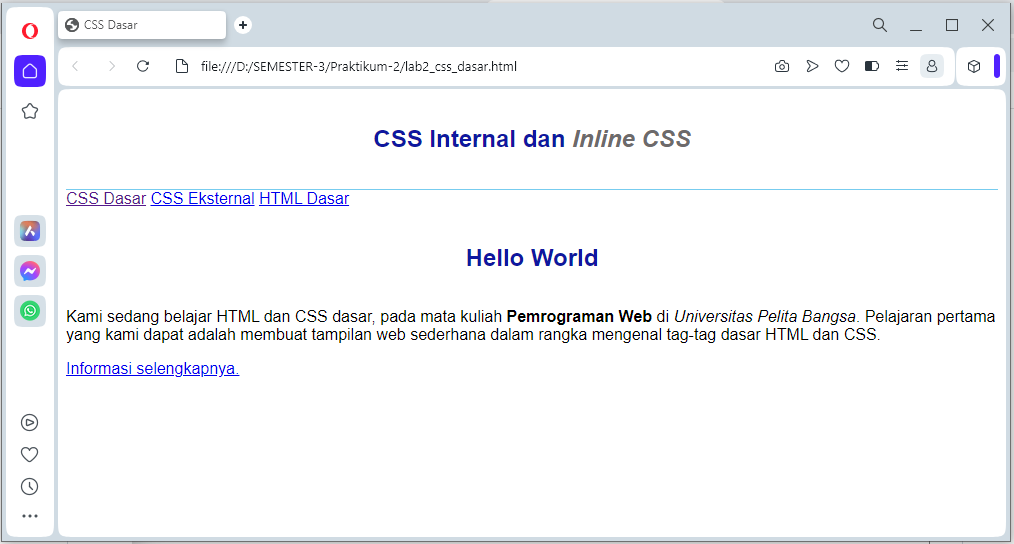 CSS Dasar
file:///D:/SEMESTER-3/Praktikum-2/lab2_css_dasar.html
CSS Internal dan Inline CSS
CSS Dasar CSS Eksternal HTML Dasar
Hello World
Kami sedang belajar HTML dan CSS dasar, pada mata kuliah Pemrograman Web di Universitas Pelita Bangsa. Pelajaran pertama
yang kami dapat adalah membuat tampilan web sederhana dalam rangka mengenal tag-tag dasar HTML dan CSS.
Informasi selengkapnya.